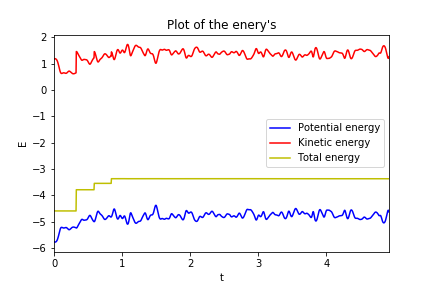 Plot of the enery's
2
1
0
−1
−2
−3
−4
−5
−6
E
Potential energy
Kinetic energy
Total energy
0 1 2 3 4
t